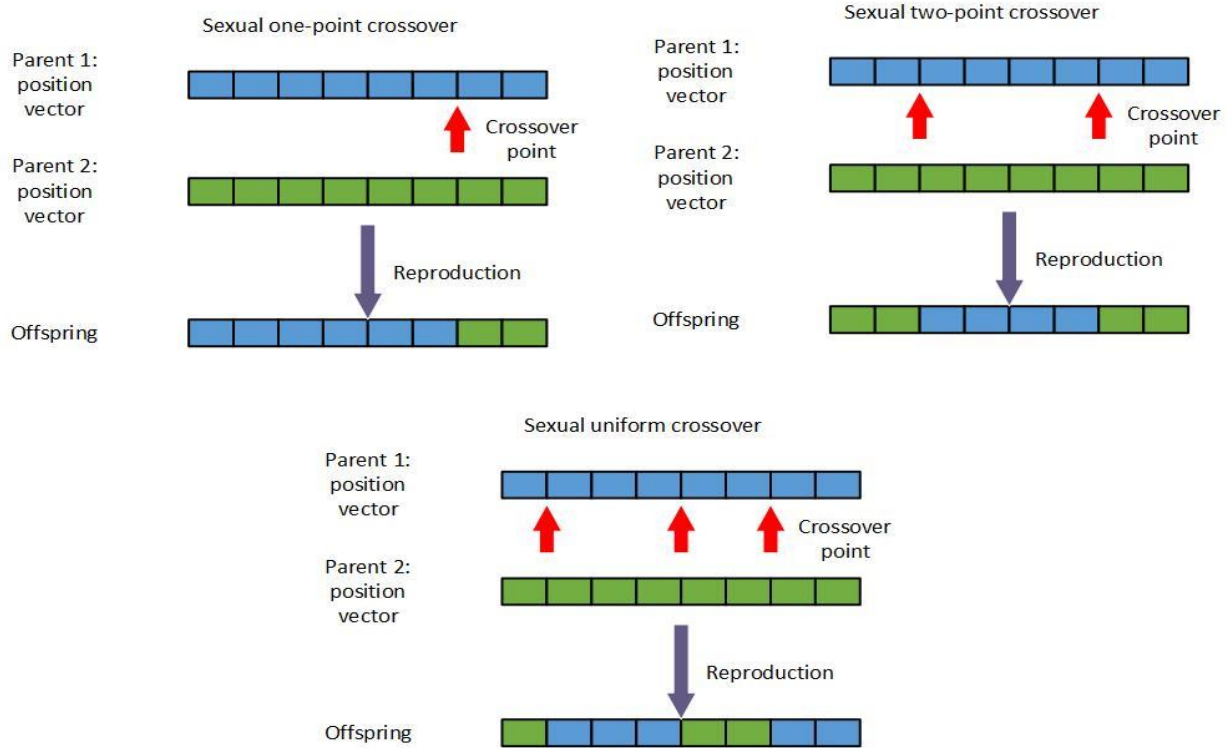 Sexual one-point crossover
Parent 1:
position
vector
Crossover
point
Parent 2:
position
vector
Reproduction
Offspring
Sexual two-point crossover
Parent 1:
position
vector
Crossover
point
Parent 2:
position
vector
Reproduction
Offspring
Sexual uniform crossover
Parent 1:
position
vector
Crossover
point
Parent 2:
position
vector
Reproduction
Offspring